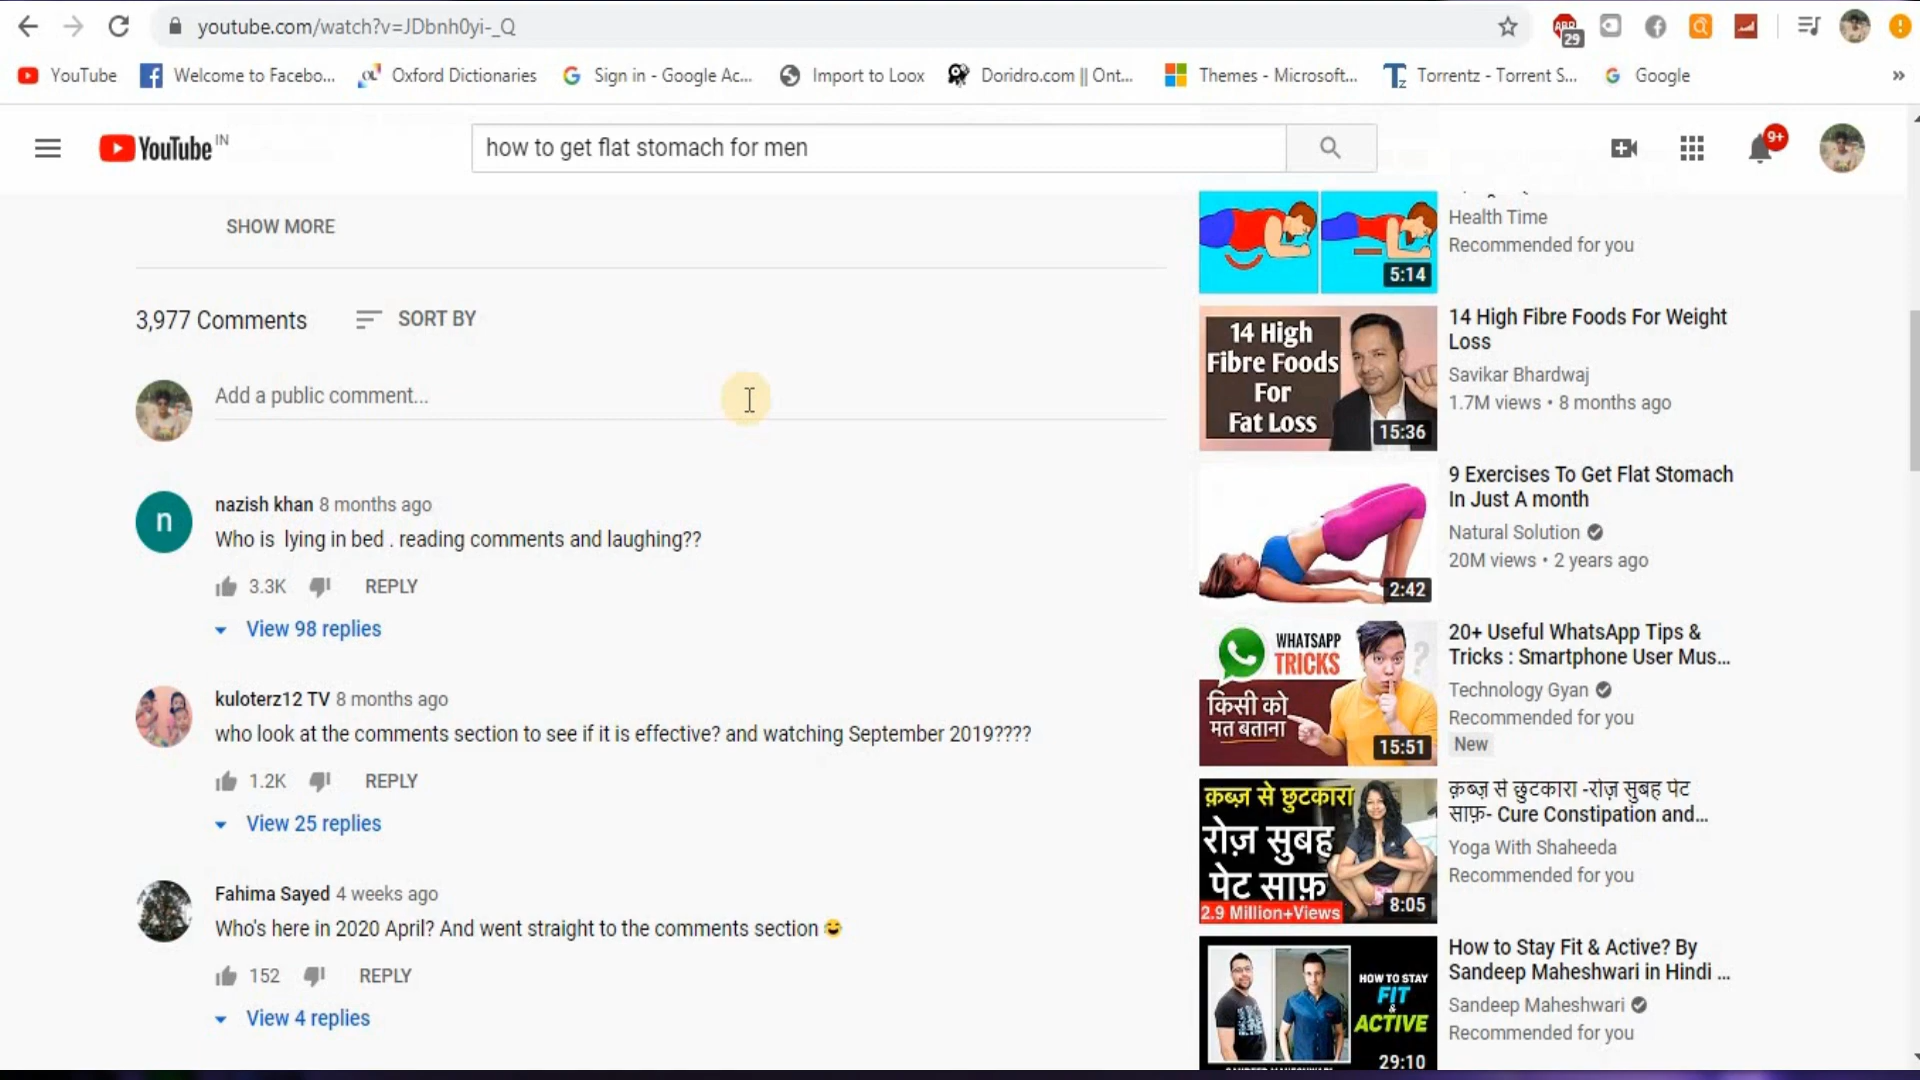 youtube.com/watch?v=JDbnh0yi-_Q
ABP
29
YouTube
Welcome to Facebo...
Oxford Dictionaries
Sign in - Google Ac...
Import to Loox
Doridro.com || Ont...
Themes - Microsoft...
Torrentz - Torrent S...
Google
»
YouTube IN
how to get flat stomach for men
9+
SHOW MORE
3,977 Comments
SORT BY
Add a public comment...
n
nazish khan 8 months ago
Who is lying in bed . reading comments and laughing??
3.3K
REPLY
View 98 replies
kuloterz12 TV 8 months ago
who look at the comments section to see if it is effective? and watching September 2019????
1.2K
REPLY
View 25 replies
Fahima Sayed 4 weeks ago
Who's here in 2020 April? And went straight to the comments section 😂
152
REPLY
View 4 replies
5:14
Health Time
Recommended for you
14 High
Fibre Foods
For
Fat Loss
15:36
14 High Fibre Foods For Weight
Loss
Savikar Bhardwaj
1.7M views • 8 months ago
2:42
9 Exercises To Get Flat Stomach
In Just A month
Natural Solution
20M views • 2 years ago
WHATSAPP
TRICKS
?
किसी को
मत बताना
15:51
20+ Useful WhatsApp Tips &
Tricks : Smartphone User Mus...
Technology Gyan
Recommended for you
New
क़ब्ज़ से छुटकारा
रोज़ सुबह
पेट साफ़
2.9 Million+Views
8:05
क़ब्ज़ से छुटकारा -रोज़ सुबह पेट
साफ़- Cure Constipation and...
Yoga With Shaheeda
Recommended for you
HOW TO STAY
FIT
&
ACTIVE
29:10
How to Stay Fit & Active? By
Sandeep Maheshwari in Hindi ...
Sandeep Maheshwari
Recommended for you